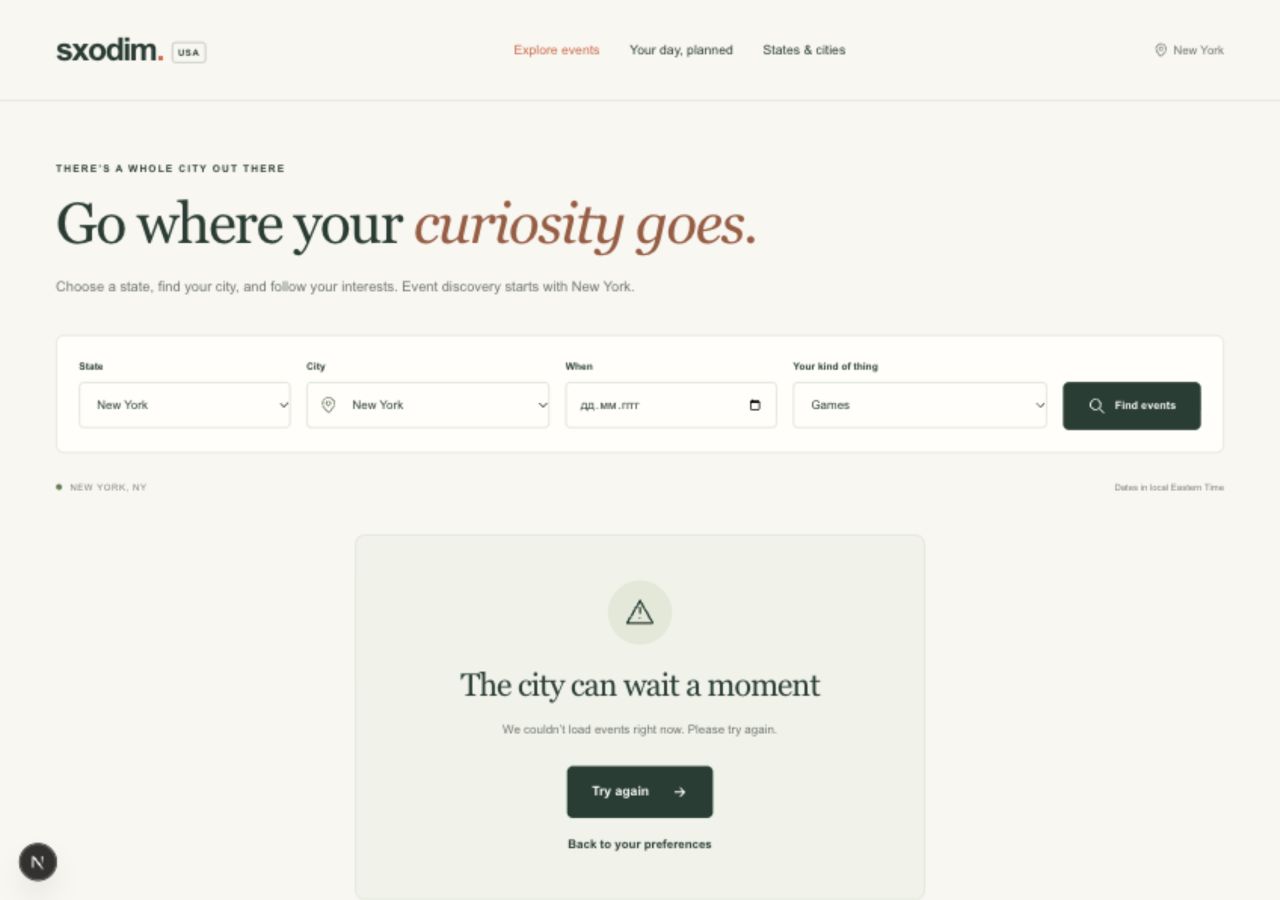 sxodim. USA
Explore events
Your day, planned
States & cities
New York
THERE'S A WHOLE CITY OUT THERE
Go where your curiosity goes.
Choose a state, find your city, and follow your interests. Event discovery starts with New York.
State
City
When
Your kind of thing
New York
New York
дд.мм.гггг
Games
Find events
NEW YORK, NY
Dates in local Eastern Time
The city can wait a moment
We couldn't load events right now. Please try again.
Try again
Back to your preferences
N